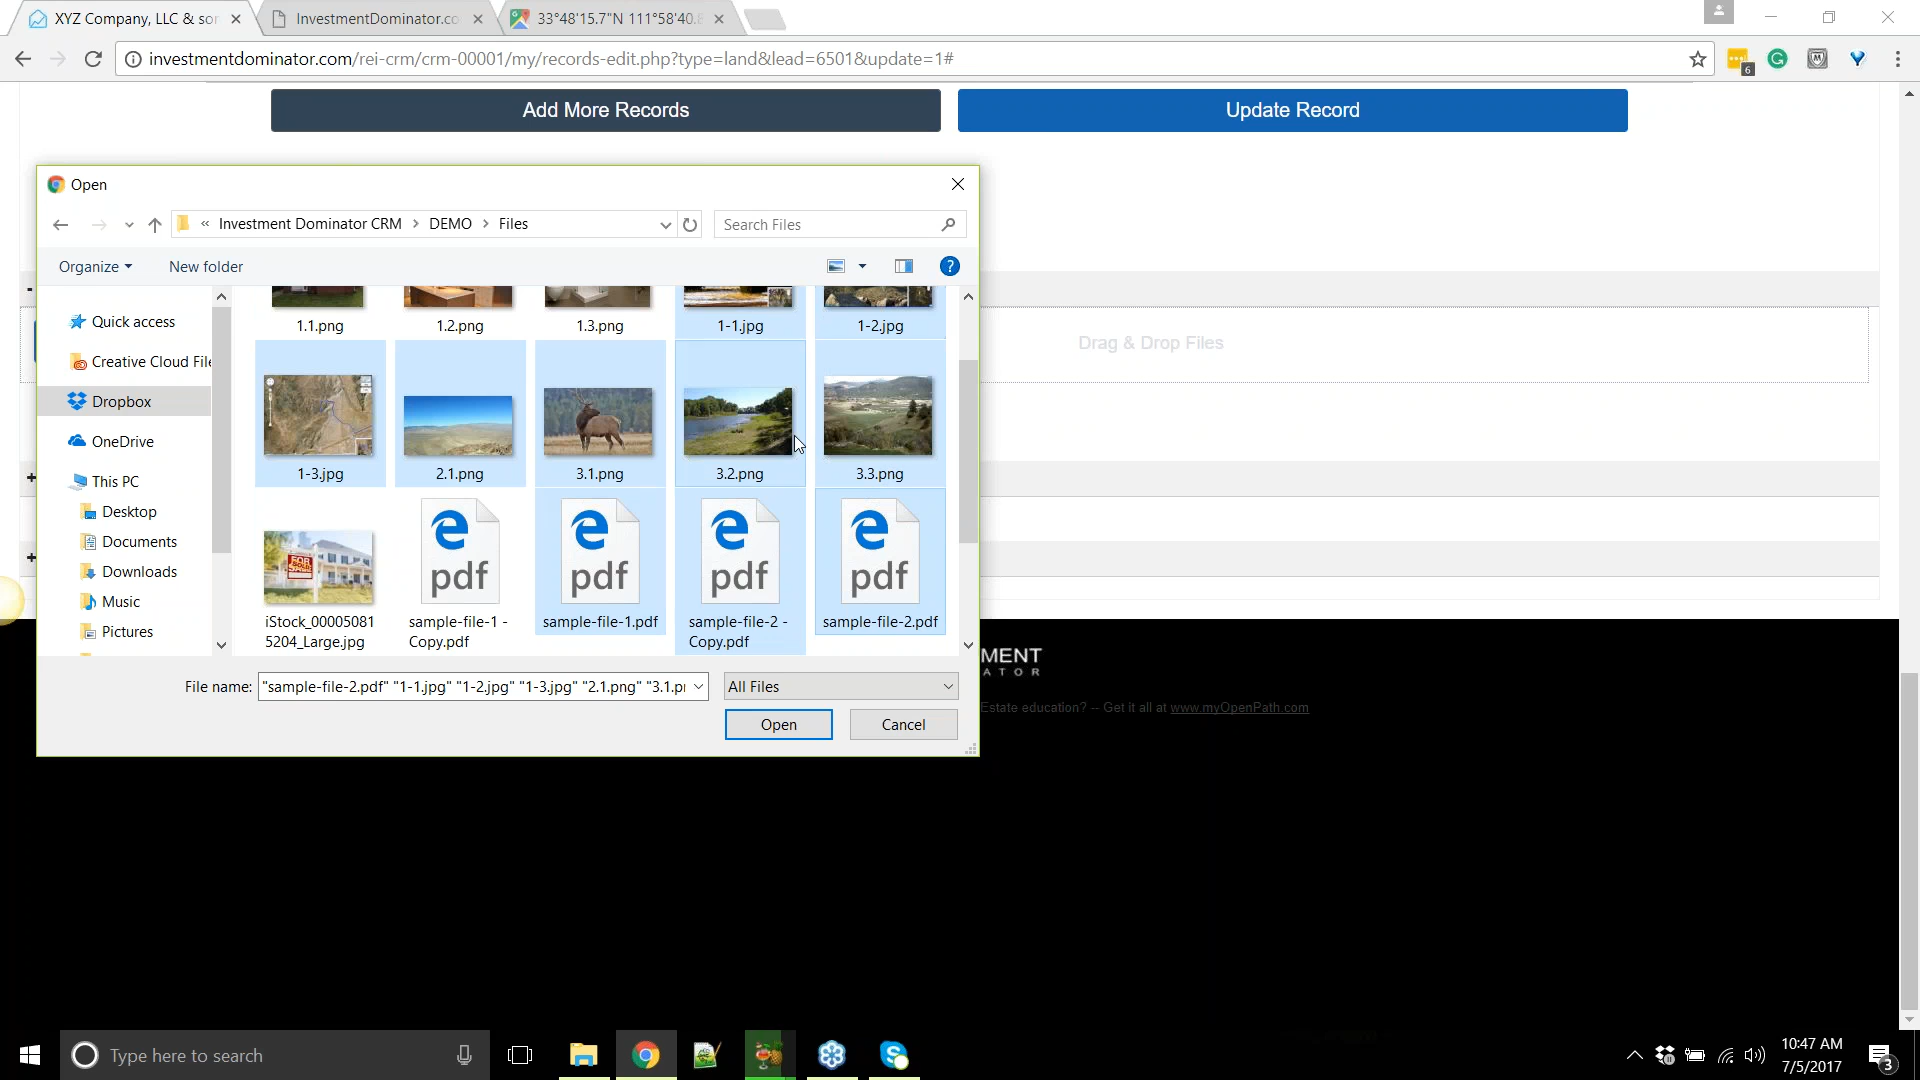 XYZ Company, LLC & sor
InvestmentDominator.co
33°48'15.7"N 111°58'40.8
investmentdominator.com/rei-crm/crm-00001/my/records-edit.php?type=land&lead=6501&update=1#
6
Add More Records
Update Record
Open
« Investment Dominator CRM > DEMO > Files
Search Files
Organize
New folder
?
-
Quick access
Creative Cloud File
Dropbox
OneDrive
This PC
Desktop
Documents
Downloads
Music
Pictures
+
+
1.1.png
1.2.png
1.3.png
1-1.jpg
1-2.jpg
1-3.jpg
2.1.png
3.1.png
3.2.png
3.3.png
FOR
pdf
pdf
pdf
pdf
iStock_00005081
5204_Large.jpg
sample-file-1 -
Copy.pdf
sample-file-1.pdf
sample-file-2 -
Copy.pdf
sample-file-2.pdf
Drag & Drop Files
File name:
"sample-file-2.pdf" "1-1.jpg" "1-2.jpg" "1-3.jpg" "2.1.png" "3.1.pr
All Files
Open
Cancel
MENT
ATOR
Estate education? -- Get it all at www.myOpenPath.com
Type here to search
10:47 AM
7/5/2017
3